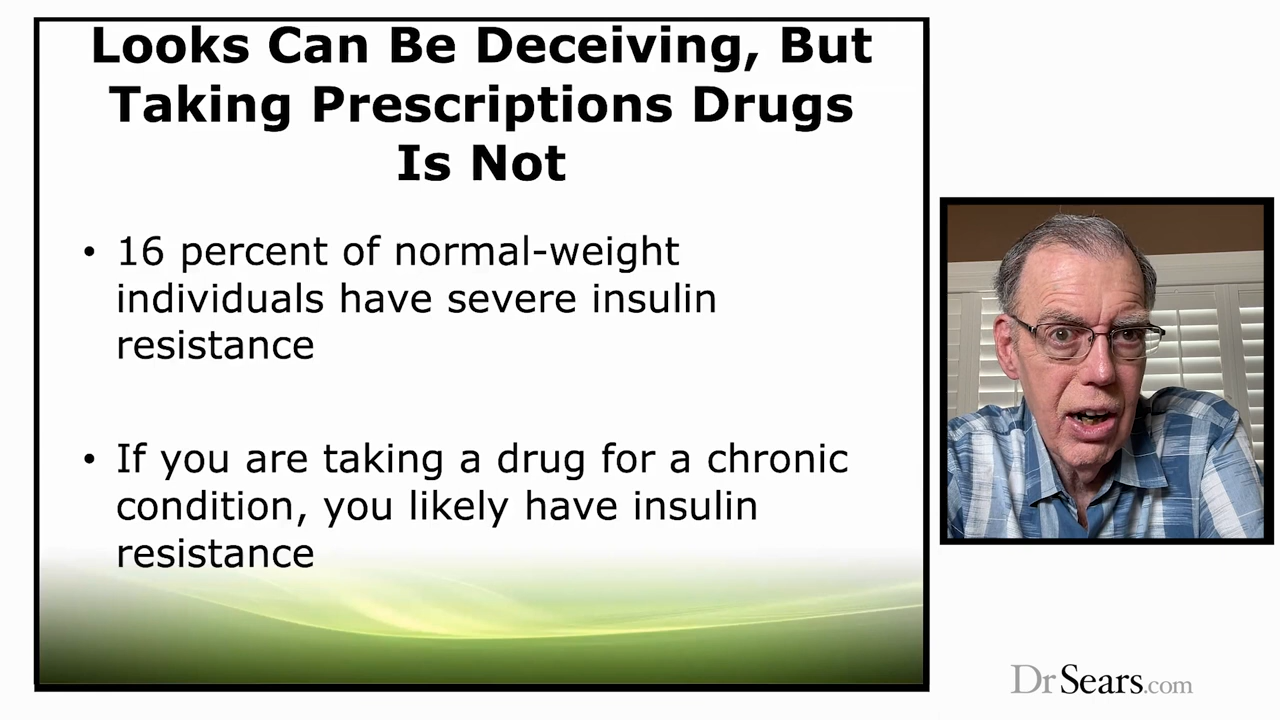 Looks Can Be Deceiving, But
Taking Prescriptions Drugs
Is Not
• 16 percent of normal-weight
individuals have severe insulin
resistance
• If you are taking a drug for a chronic
condition, you likely have insulin
resistance
DrSears.com